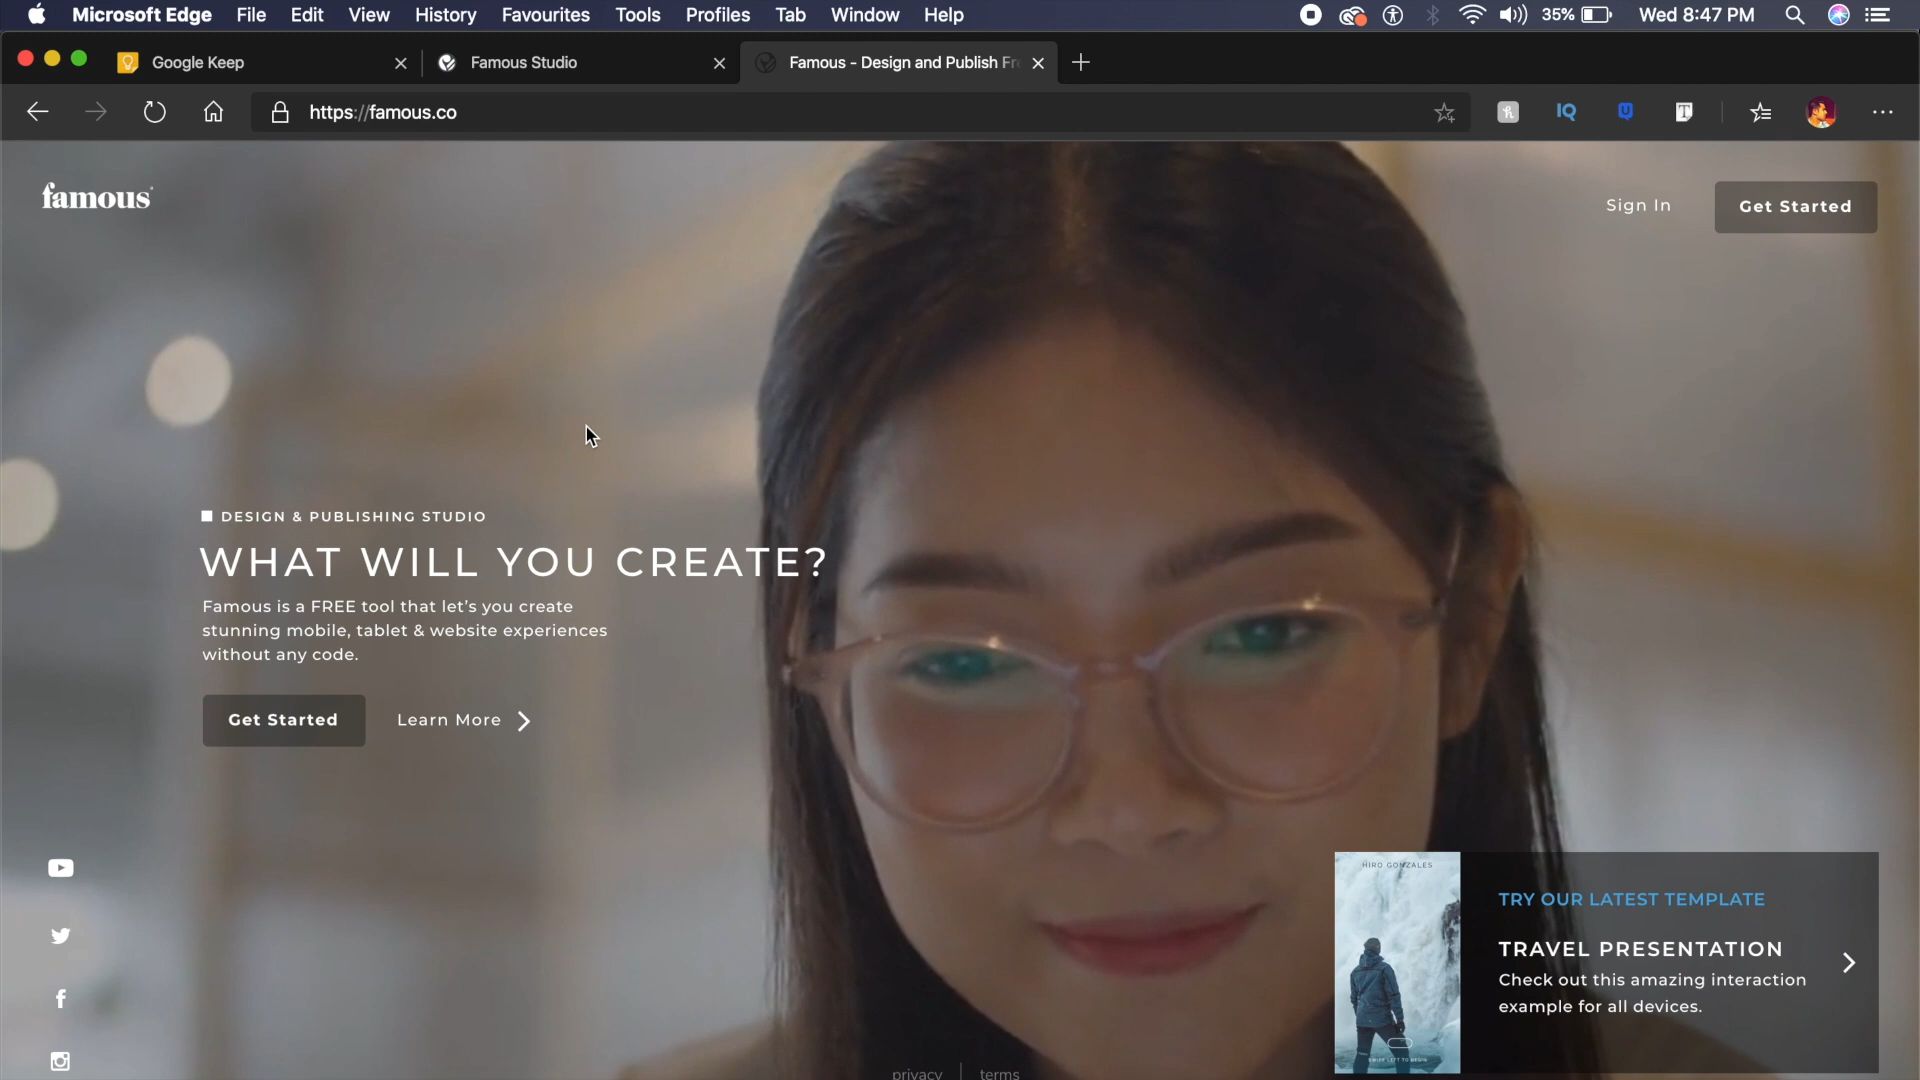 Microsoft Edge File Edit View History Favourites Tools Profiles Tab Window Help 35% Wed 8:47 PM
Google Keep Famous Studio Famous - Design and Publish Fr
https://famous.co IQ
famous
Sign In Get Started
DESIGN & PUBLISHING STUDIO
WHAT WILL YOU CREATE?
Famous is a FREE tool that let's you create
stunning mobile, tablet & website experiences
without any code.
Get Started Learn More
HIRO GONZALES
TRY OUR LATEST TEMPLATE
TRAVEL PRESENTATION
Check out this amazing interaction
example for all devices.
SWIPE LEFT TO BEGIN
privacy terms